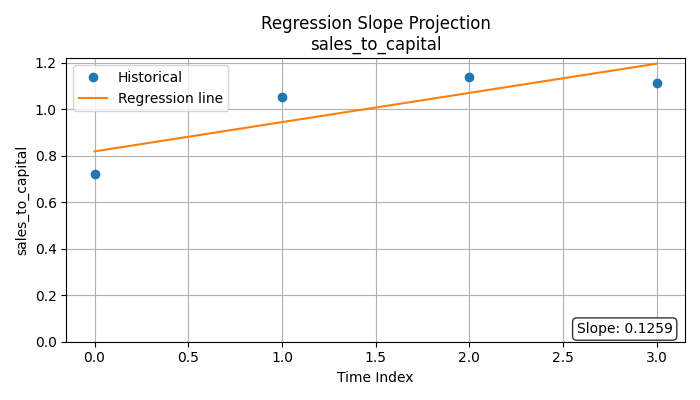 Regression Slope Projection
sales_to_capital
Historical
Regression line
sales_to_capital
1.2
1.0
0.8
0.6
0.4
0.2
0.0
Slope: 0.1259
0.0 0.5 1.0 1.5 2.0 2.5 3.0
Time Index